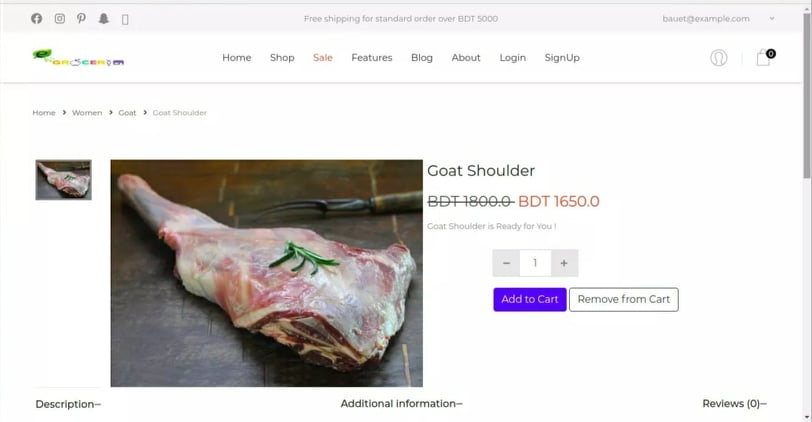 Free shipping for standard order over BDT 5000
bauet@example.com
Home Shop Sale Features Blog About Login SignUp
0
Home > Women > Goat > Goat Shoulder
Goat Shoulder
BDT 1800.0 BDT 1650.0
Goat Shoulder is Ready for You !
− 1 +
Add to Cart Remove from Cart
Description− Additional information− Reviews (0)−